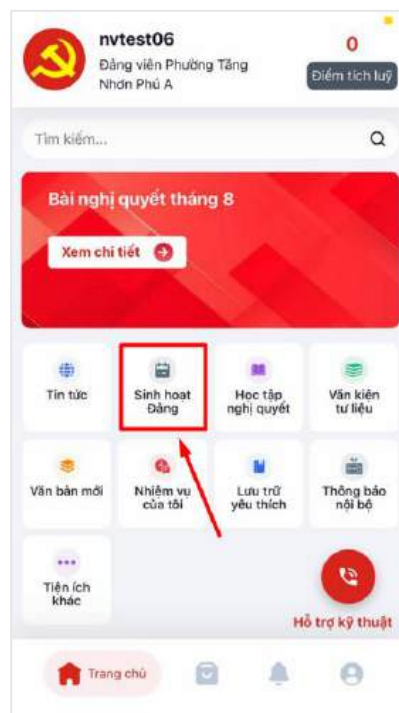 nvtest06
Đảng viên Phường Tăng
Nhơn Phú A
0
Điểm tích luỹ
Tìm kiếm...
Bài nghị quyết tháng 8
Xem chi tiết
Tin tức
Sinh hoạt
Đảng
Học tập
nghị quyết
Văn kiện
tư liệu
Văn bản mới
Nhiệm vụ
của tôi
Lưu trữ
yêu thích
Thông báo
nội bộ
Tiện ích
khác
Hỗ trợ kỹ thuật
Trang chủ